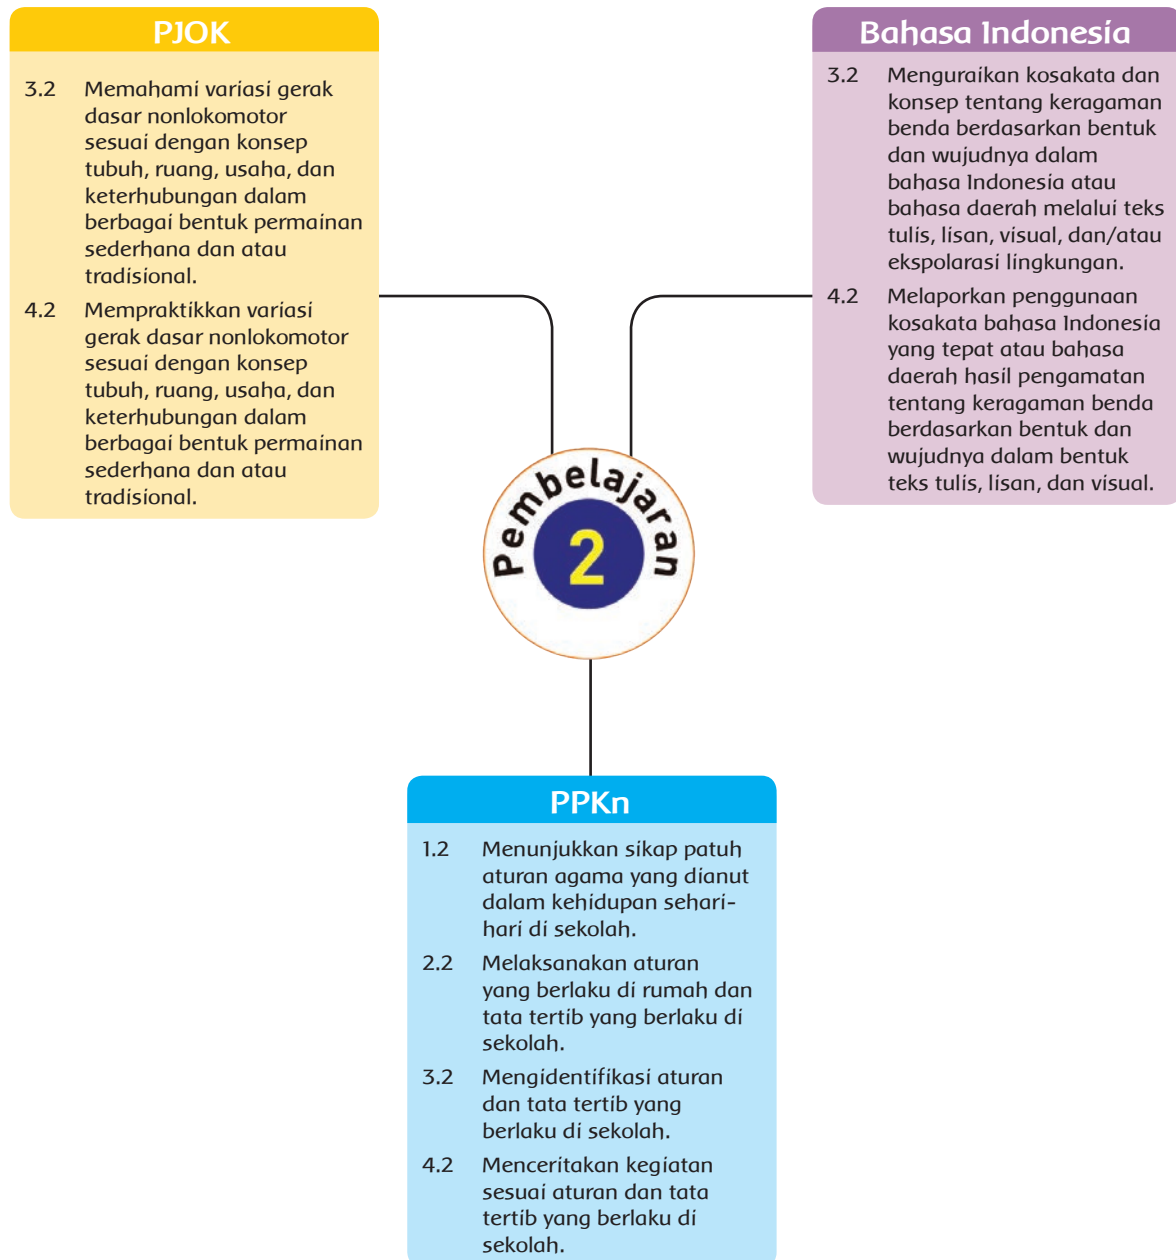 PJOK
3.2 Memahami variasi gerak
dasar nonlokomotor
sesuai dengan konsep
tubuh, ruang, usaha, dan
keterhubungan dalam
berbagai bentuk permainan
sederhana dan atau
tradisional.
4.2 Mempraktikkan variasi
gerak dasar nonlokomotor
sesuai dengan konsep
tubuh, ruang, usaha, dan
keterhubungan dalam
berbagai bentuk permainan
sederhana dan atau
tradisional.
Bahasa Indonesia
3.2 Menguraikan kosakata dan
konsep tentang keragaman
benda berdasarkan bentuk
dan wujudnya dalam
bahasa Indonesia atau
bahasa daerah melalui teks
tulis, lisan, visual, dan/atau
ekspolarasi lingkungan.
4.2 Melaporkan penggunaan
kosakata bahasa Indonesia
yang tepat atau bahasa
daerah hasil pengamatan
tentang keragaman benda
berdasarkan bentuk dan
wujudnya dalam bentuk
teks tulis, lisan, dan visual.
Pembelajaran
2
PPKn
1.2 Menunjukkan sikap patuh
aturan agama yang dianut
dalam kehidupan sehari-
hari di sekolah.
2.2 Melaksanakan aturan
yang berlaku di rumah dan
tata tertib yang berlaku di
sekolah.
3.2 Mengidentifikasi aturan
dan tata tertib yang
berlaku di sekolah.
4.2 Menceritakan kegiatan
sesuai aturan dan tata
tertib yang berlaku di
sekolah.